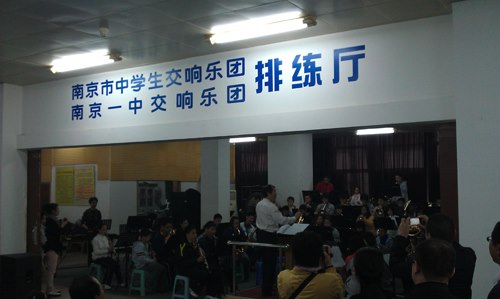 南京市中学生交响乐团
南京一中交响乐团
排练厅